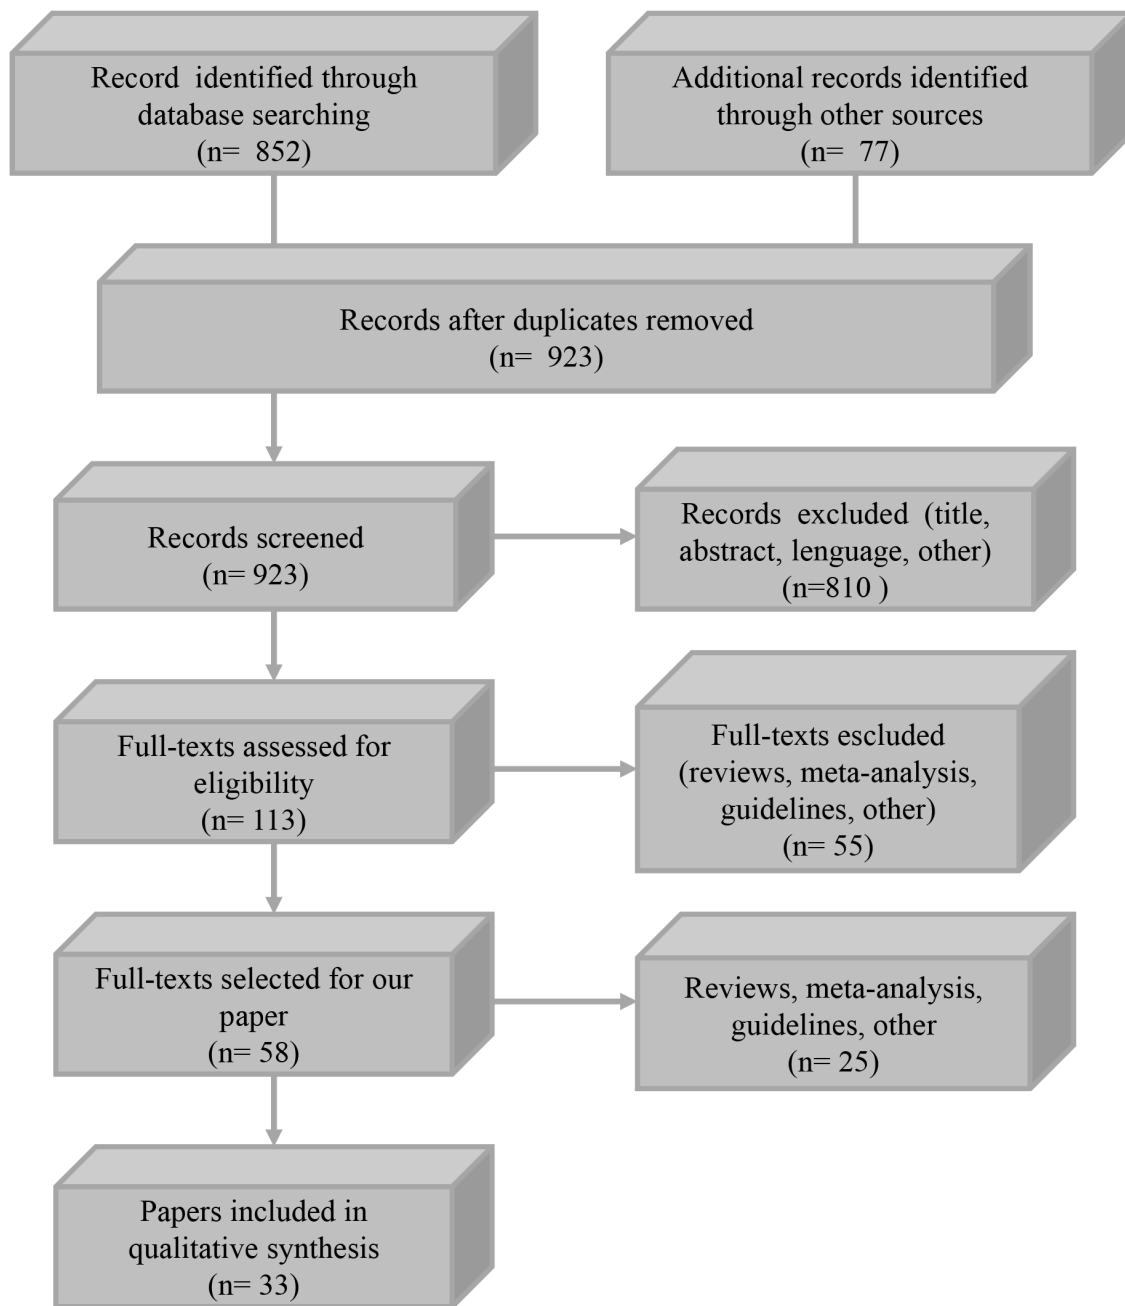 Record identified through
database searching
(n= 852)
Additional records identified
through other sources
(n= 77)
Records after duplicates removed
(n= 923)
Records screened
(n= 923)
Records excluded (title,
abstract, lenguage, other)
(n=810 )
Full-texts assessed for
eligibility
(n= 113)
Full-texts escluded
(reviews, meta-analysis,
guidelines, other)
(n= 55)
Full-texts selected for our
paper
(n= 58)
Reviews, meta-analysis,
guidelines, other
(n= 25)
Papers included in
qualitative synthesis
(n= 33)